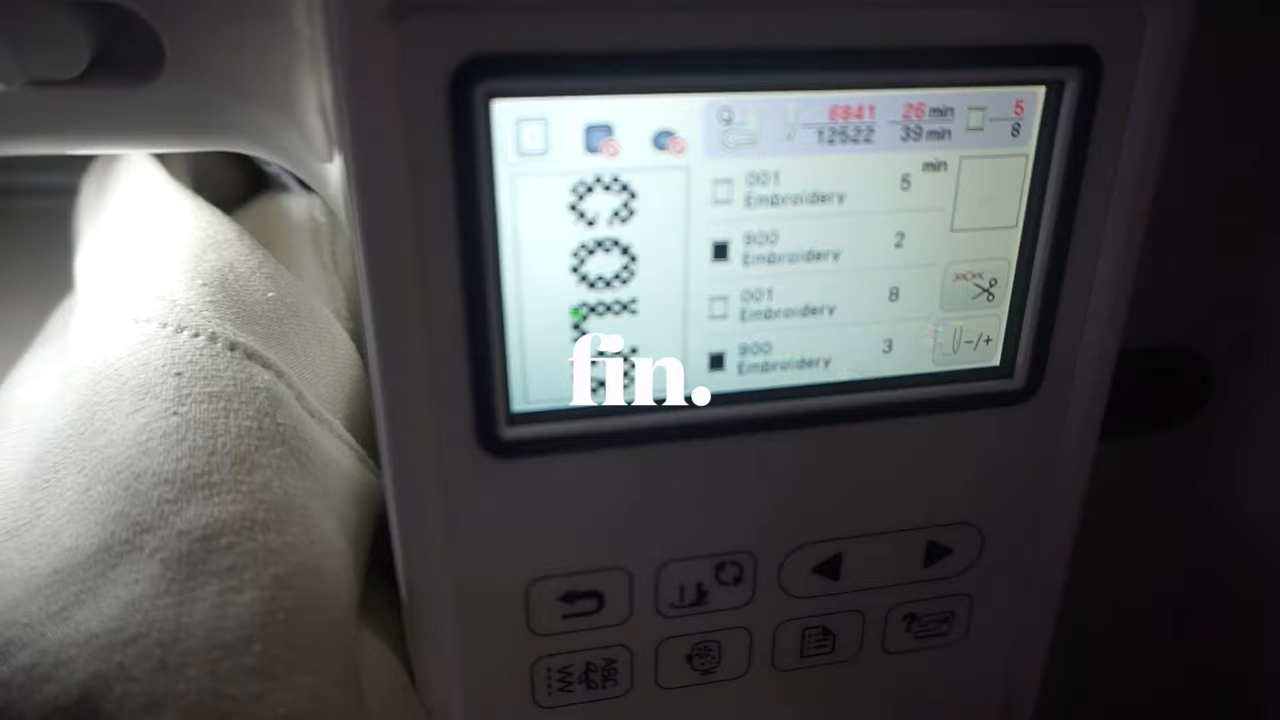 6841 26 min 5
12522 39 min 8
min
001 5
Embroidery
900 2
Embroidery
001 8
Embroidery
900 3
Embroidery
-/+
fin.
ABC
?